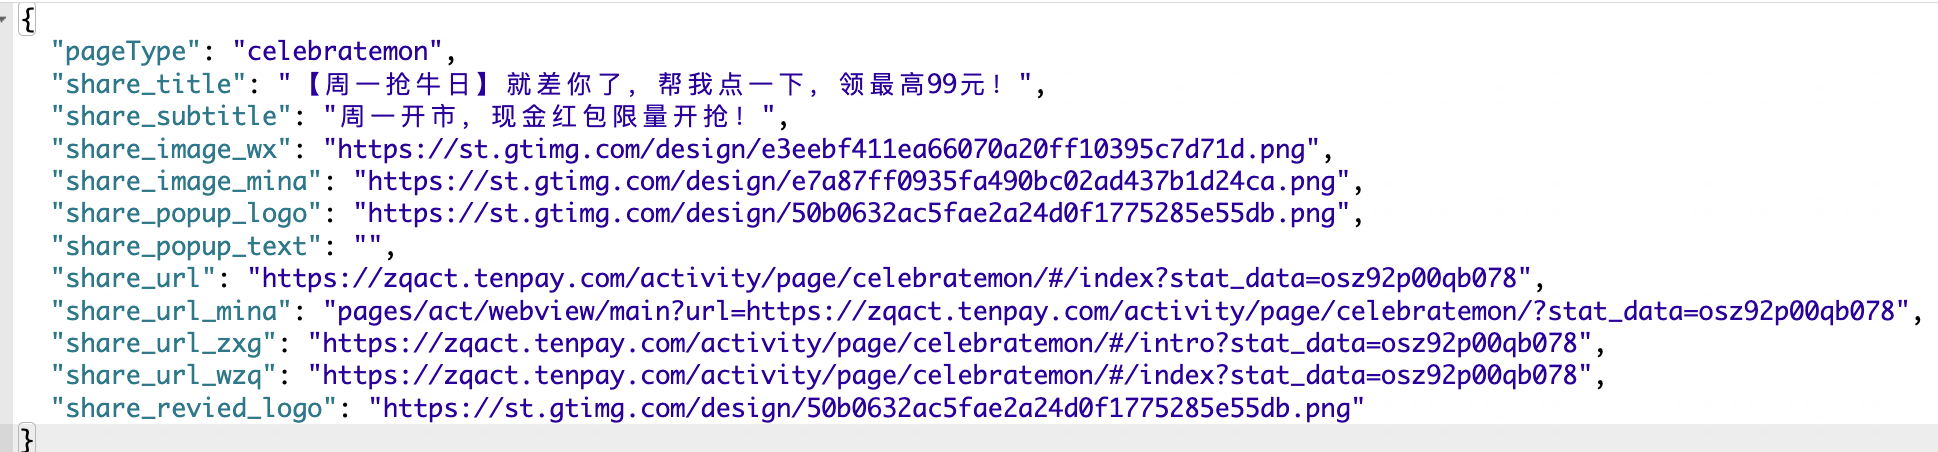 {
"pageType": "celebratemon",
"share_title": "【周一抢牛日】就差你了，帮我点一下，领最高99元！",
"share_subtitle": "周一开市，现金红包限量开抢！",
"share_image_wx": "https://st.gtimg.com/design/e3eebf411ea66070a20ff10395c7d71d.png",
"share_image_mina": "https://st.gtimg.com/design/e7a87ff0935fa490bc02ad437b1d24ca.png",
"share_popup_logo": "https://st.gtimg.com/design/50b0632ac5fae2a24d0f1775285e55db.png",
"share_popup_text": "",
"share_url": "https://zqact.tenpay.com/activity/page/celebratemon/#/index?stat_data=osz92p00qb078",
"share_url_mina": "pages/act/webview/main?url=https://zqact.tenpay.com/activity/page/celebratemon/?stat_data=osz92p00qb078",
"share_url_zxg": "https://zqact.tenpay.com/activity/page/celebratemon/#/intro?stat_data=osz92p00qb078",
"share_url_wzq": "https://zqact.tenpay.com/activity/page/celebratemon/#/index?stat_data=osz92p00qb078",
"share_revied_logo": "https://st.gtimg.com/design/50b0632ac5fae2a24d0f1775285e55db.png"
}